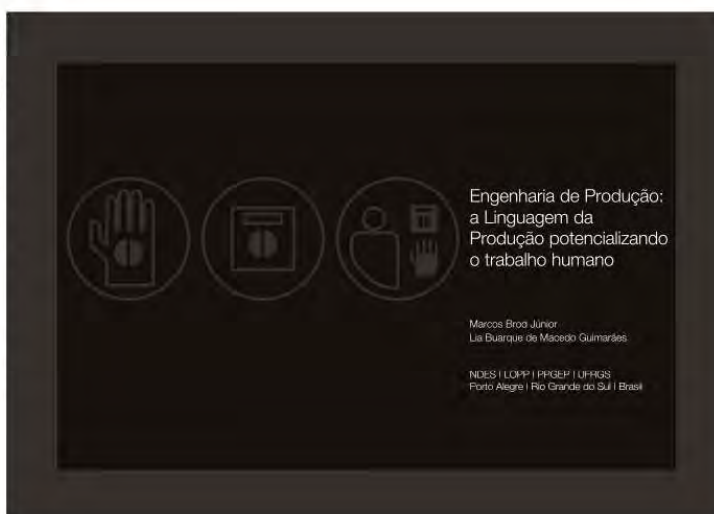 Engenharia de Produção:
a Linguagem da
Produção potencializando
o trabalho humano
Marcos Brod Júnior
Lia Buarque de Macedo Guimarães
NDES | LOPP | PPGEP | UFRGS
Porto Alegre | Rio Grande do Sul | Brasil